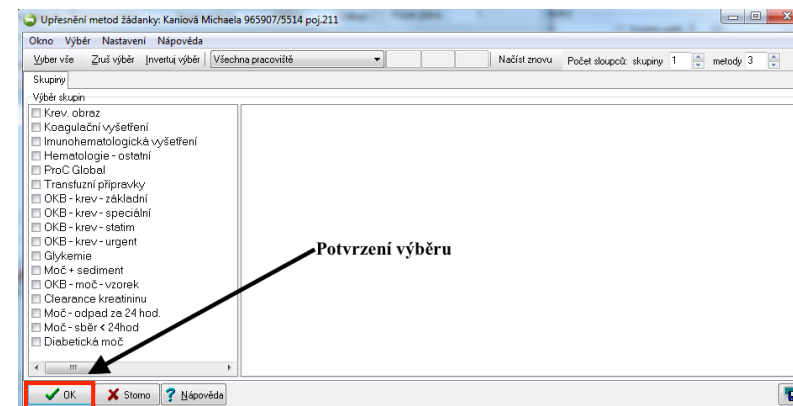 Upřesnění metod žádanky: Kaniová Michaela 965907/5514 poj.211
Okno Výběr Nastavení Nápověda
Vyber vše Zruš výběr Invertuj výběr Všechna pracoviště Načíst znovu Počet sloupců: skupiny 1 metody 3
Skupiny
Výběr skupin
Krev. obraz
Koagulační vyšetření
Imunohematologická vyšetření
Hematologie - ostatní
ProC Global
Transfuzní přípravky
OKB - krev - základní
OKB - krev - speciální
OKB - krev - statim
OKB - krev - urgent
Glykemie
Moč + sediment
OKB - moč - vzorek
Clearance kreatininu
Moč - odpad za 24 hod.
Moč - sběr < 24hod
Diabetická moč
Potvrzení výběru
OK Storno Nápověda